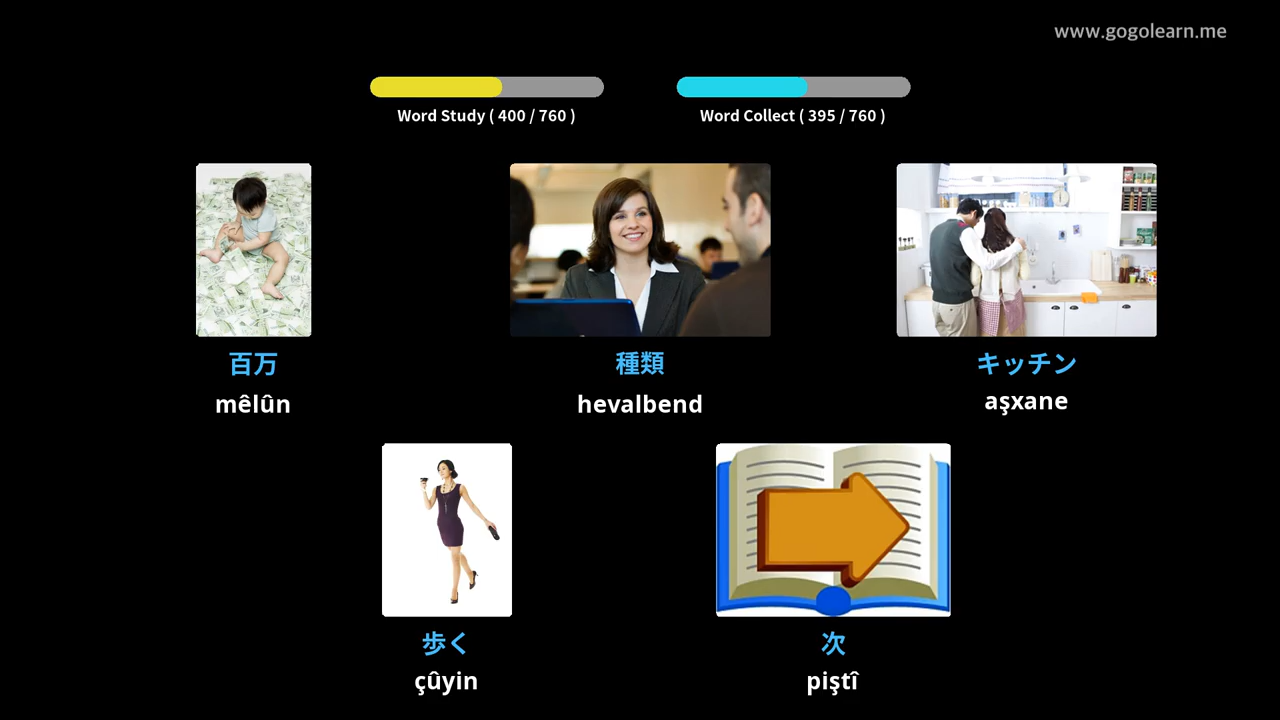 www.gogolearn.me
Word Study ( 400 / 760 )
Word Collect ( 395 / 760 )
百万
mêlûn
種類
hevalbend
キッチン
aşxane
歩く
çûyin
次
piştî